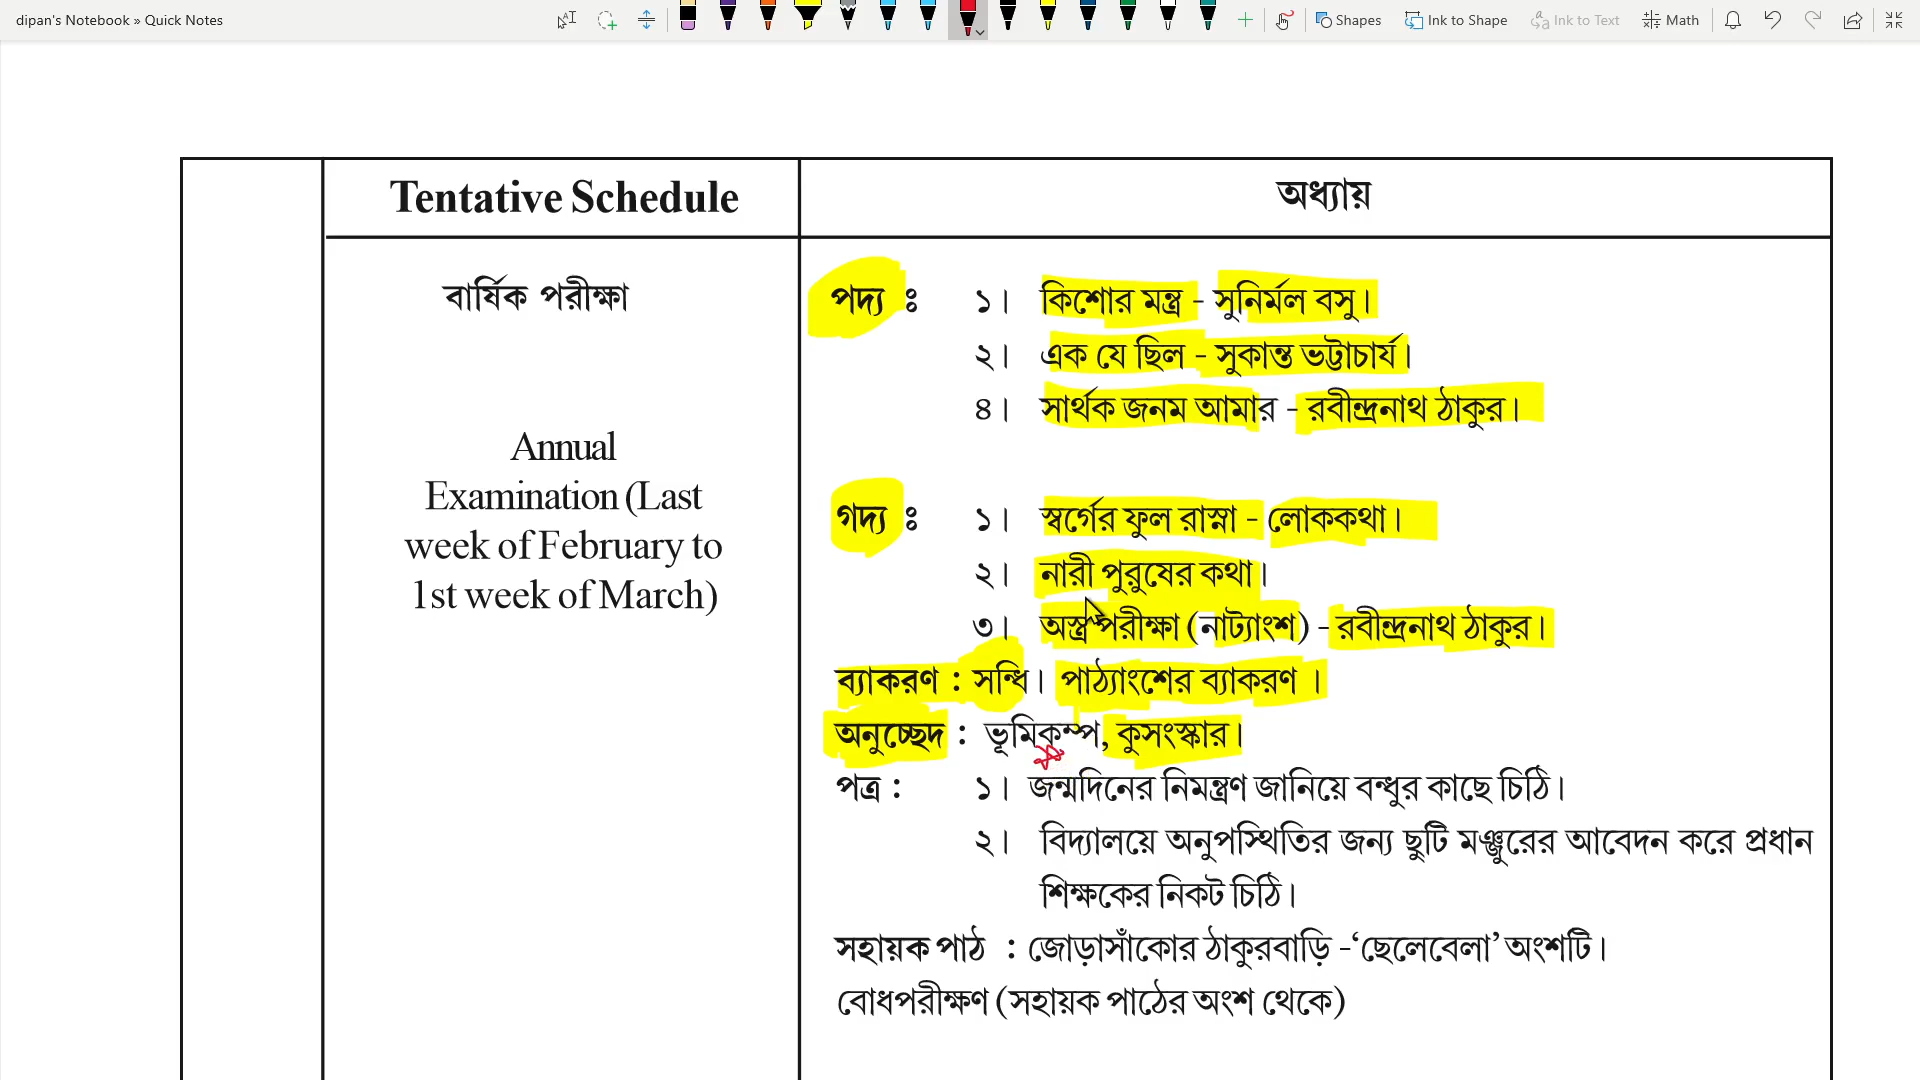 dipan's Notebook » Quick Notes
Shapes
Ink to Shape
Ink to Text
Math
Tentative Schedule
অধ্যায়
বার্ষিক পরীক্ষা
Annual
Examination (Last
week of February to
1st week of March)
পদ্য ঃ ১। কিশোর মন্ত্র - সুনির্মল বসু।
২। এক যে ছিল - সুকান্ত ভট্টাচার্য।
৪। সার্থক জনম আমার - রবীন্দ্রনাথ ঠাকুর।
গদ্য ঃ ১। স্বর্গের ফুল রাস্না - লোককথা।
২। নারী পুরুষের কথা।
৩। অস্ত্রপরীক্ষা (নাট্যাংশ) - রবীন্দ্রনাথ ঠাকুর।
ব্যাকরণ : সন্ধি। পাঠ্যাংশের ব্যাকরণ ।
অনুচ্ছেদ : ভূমিকম্প, কুসংস্কার।
পত্র : ১। জন্মদিনের নিমন্ত্রণ জানিয়ে বন্ধুর কাছে চিঠি।
২। বিদ্যালয়ে অনুপস্থিতির জন্য ছুটি মঞ্জুরের আবেদন করে প্রধান
শিক্ষকের নিকট চিঠি।
সহায়ক পাঠ : জোড়াসাঁকোর ঠাকুরবাড়ি -‘ছেলেবেলা’ অংশটি।
বোধপরীক্ষণ (সহায়ক পাঠের অংশ থেকে)